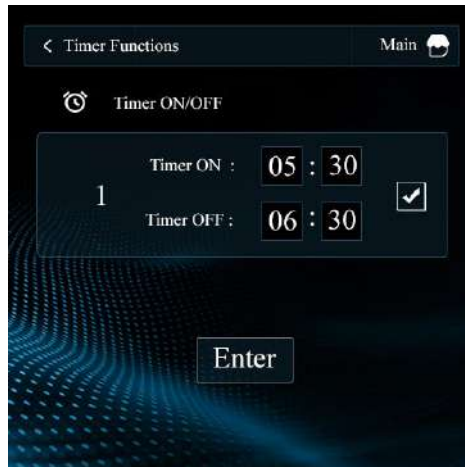 Timer Functions Main
Timer ON/OFF
Timer ON : 05 : 30
1
Timer OFF : 06 : 30
Enter